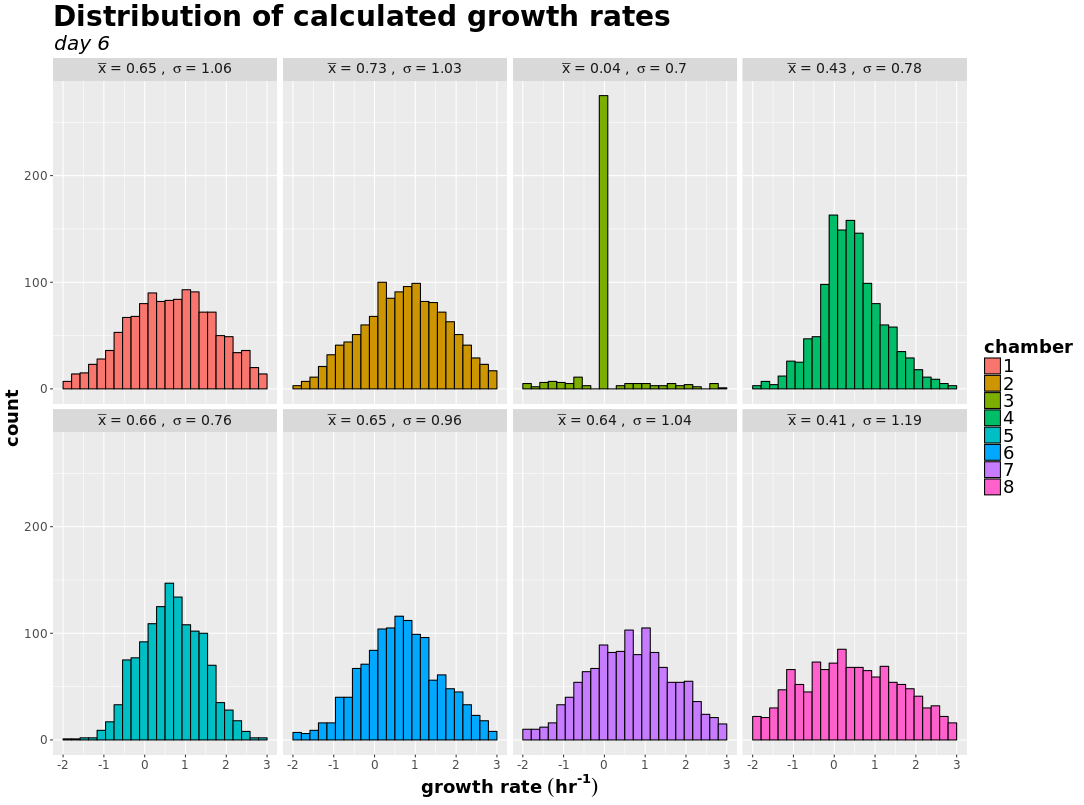 Distribution of calculated growth rates
day 6
x̅ = 0.65 , σ = 1.06
x̅ = 0.73 , σ = 1.03
x̅ = 0.04 , σ = 0.7
x̅ = 0.43 , σ = 0.78
200
100
0
x̅ = 0.66 , σ = 0.76
x̅ = 0.65 , σ = 0.96
x̅ = 0.64 , σ = 1.04
x̅ = 0.41 , σ = 1.19
200
100
0
-2 -1 0 1 2 3
-2 -1 0 1 2 3
-2 -1 0 1 2 3
-2 -1 0 1 2 3
count
growth rate (hr⁻¹)
chamber
1
2
3
4
5
6
7
8